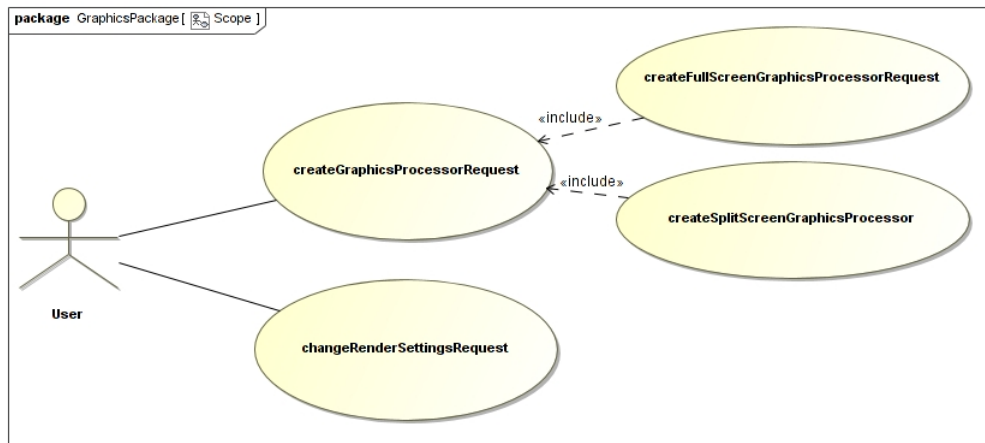 package GraphicsPackage [ Scope ]
createFullScreenGraphicsProcessorRequest
«include»
createGraphicsProcessorRequest
«include»
createSplitScreenGraphicsProcessor
User
changeRenderSettingsRequest